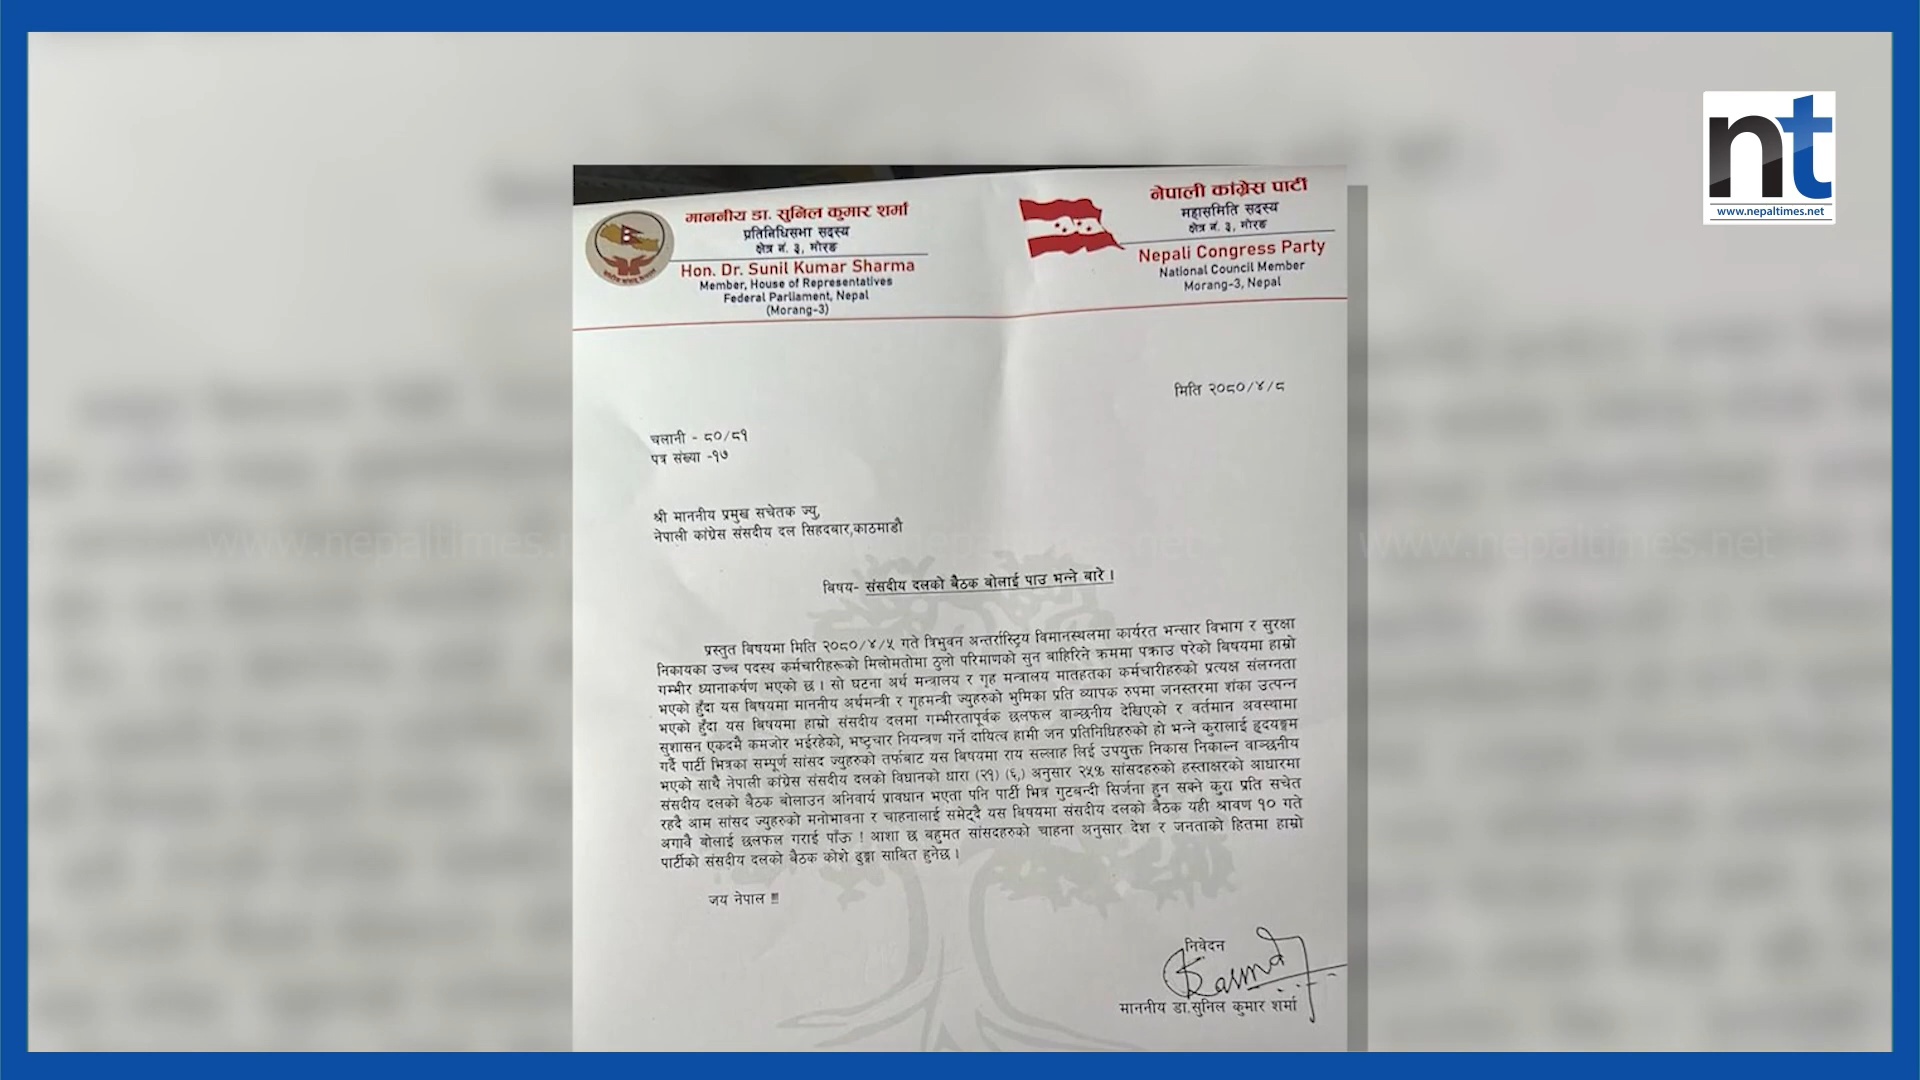 nt
www.nepaltimes.net
माननीय डा. सुनिल कुमार शर्मा
प्रतिनिधिसभा सदस्य
क्षेत्र नं. ३, मोरङ
Hon. Dr. Sunil Kumar Sharma
Member, House of Representatives
Federal Parliament, Nepal
(Morang-3)
नेपाली कांग्रेस पार्टी
महासमिति सदस्य
क्षेत्र नं. ३, मोरङ
Nepali Congress Party
National Council Member
Morang-3, Nepal
मिति २०८०/४/८
चलानी - ८०/८१
पत्र संख्या -१७
श्री माननीय प्रमुख सचेतक ज्यु,
नेपाली कांग्रेस संसदीय दल सिहदबार,काठमाडौ
बिषय- संसदीय दलको बैठक बोलाई पाउ भन्ने बारे ।
प्रस्तुत बिषयमा मिति २०८०/४/५ गते त्रिभुवन अन्तर्रास्ट्रिय विमानस्थलमा कार्यरत भन्सार विभाग र सुरक्षा
निकायका उच्च पदस्थ कर्मचारीहरूको मिलोमतोमा ठुलो परिमाणको सुन बाहिरिने क्रममा पक्राउ परेको बिषयमा हाम्रो
गम्भीर ध्यानाकर्षण भएको छ । सो घटना अर्थ मन्त्रालय र गृह मन्त्रालय मातहतका कर्मचारीहरुको प्रत्यक्ष संलग्नता
भएको हुँदा यस बिषयमा माननीय अर्थमन्त्री र गृहमन्त्री ज्युहरुको भुमिका प्रति व्यापक रुपमा जनस्तरमा शंका उत्पन्न
भएको हुँदा यस बिषयमा हाम्रो संसदीय दलमा गम्भीरतापूर्वक छलफल वाञ्छनीय देखिएको र वर्तमान अवस्थामा
सुशासन एकदमै कमजोर भईरहेको, भष्ट्रचार नियन्त्रण गर्ने दायित्व हामी जन प्रतिनिधिहरुको हो भन्ने कुरालाई हृदयङ्गम
गर्दै पार्टी भित्रका सम्पूर्ण सांसद ज्युहरुको तर्फबाट यस बिषयमा राय सल्लाह लिई उपयुक्त निकास निकाल्न वाञ्छनीय
भएको साथै नेपाली कांग्रेस संसदीय दलको विधानको धारा (२१) (६,) अनुसार २५% सांसदहरुको हस्ताक्षरको आधारमा
संसदीय दलको बैठक बोलाउन अनिवार्य प्रावधान भएता पनि पार्टी भित्र गुटबन्दी सिर्जना हुन सक्ने कुरा प्रति सचेत
रहदै आम सांसद ज्युहरुको मनोभावना र चाहनालाई समेट्दै यस बिषयमा संसदीय दलको बैठक यही श्रावण १० गते
अगावै बोलाई छलफल गराई पाँऊ ! आशा छ बहुमत सांसदहरुको चाहना अनुसार देश र जनताको हितमा हाम्रो
पार्टीको संसदीय दलको बैठक कोशे ढुङ्गा साबित हुनेछ ।
जय नेपाल !!!
निवेदन
माननीय डा.सुनिल कुमार शर्मा